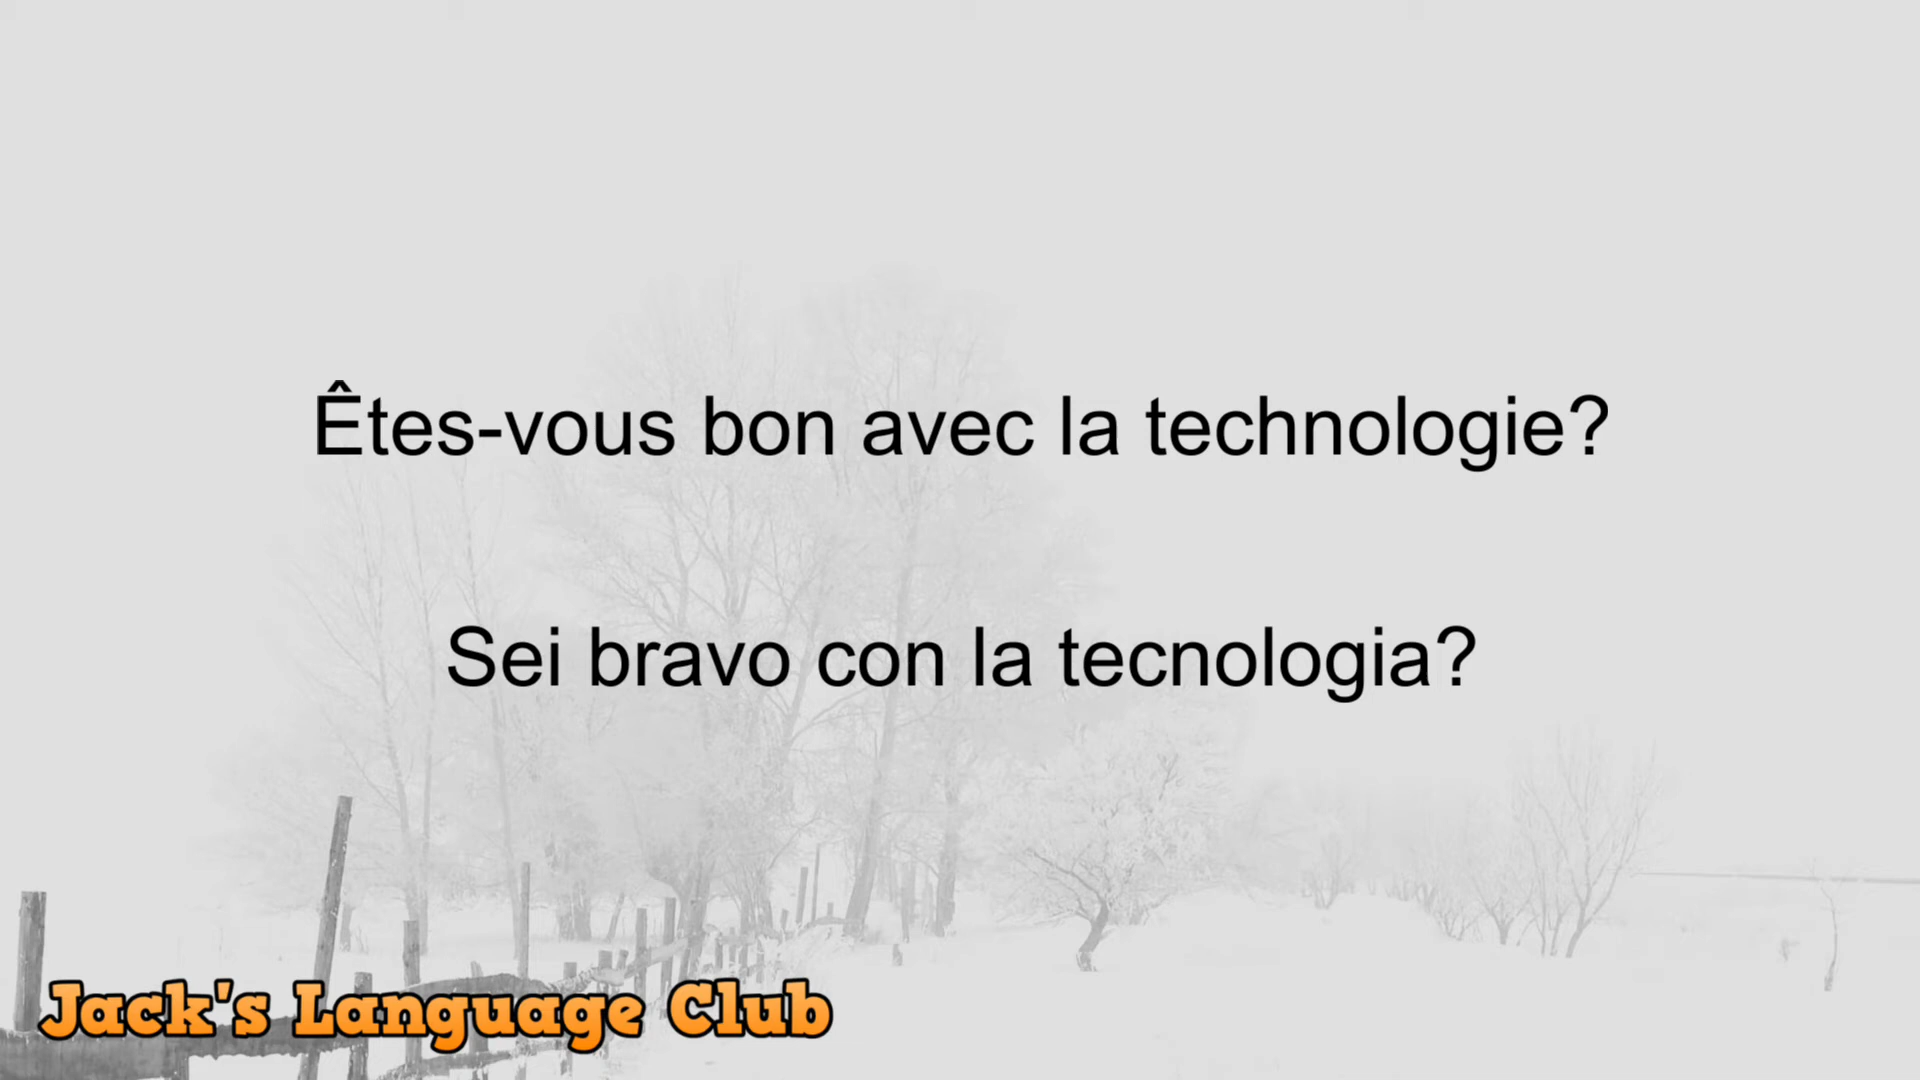 Êtes-vous bon avec la technologie?
Sei bravo con la tecnologia?
Jack's Language Club